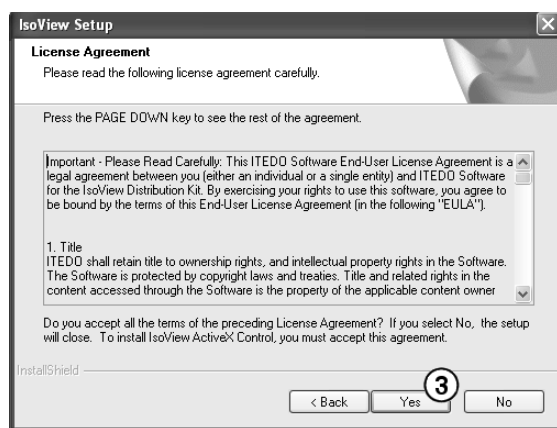 IsoView Setup
License Agreement
Please read the following license agreement carefully.
Press the PAGE DOWN key to see the rest of the agreement.
Important - Please Read Carefully: This ITEDO Software End-User License Agreement is a
legal agreement between you (either an individual or a single entity) and ITEDO Software
for the IsoView Distribution Kit. By exercising your rights to use this software, you agree to
be bound by the terms of this End-User License Agreement (in the following "EULA").
1. Title
ITEDO shall retain title to ownership rights, and intellectual property rights in the Software.
The Software is protected by copyright laws and treaties. Title and related rights in the
content accessed through the Software is the property of the applicable content owner
Do you accept all the terms of the preceding License Agreement? If you select No, the setup
will close. To install IsoView ActiveX Control, you must accept this agreement.
InstallShield
3
< Back Yes No